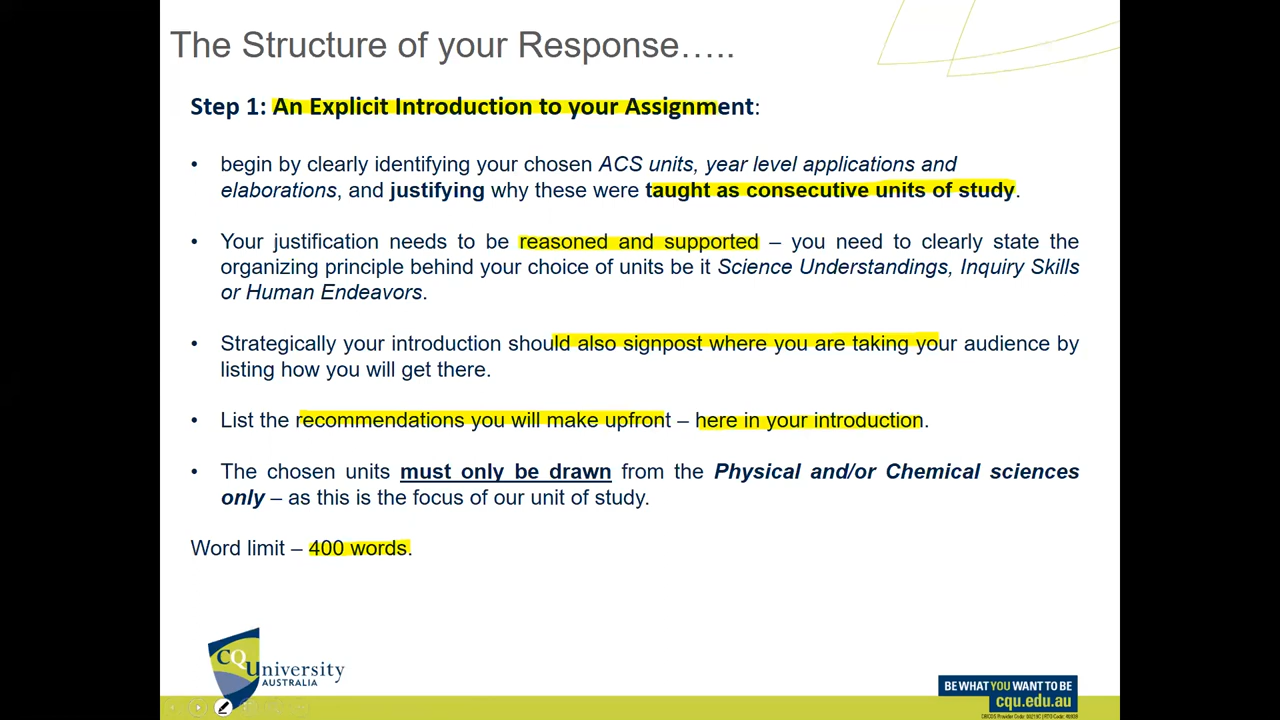 The Structure of your Response…..
Step 1: An Explicit Introduction to your Assignment:
• begin by clearly identifying your chosen ACS units, year level applications and
elaborations, and justifying why these were taught as consecutive units of study.
• Your justification needs to be reasoned and supported – you need to clearly state the
organizing principle behind your choice of units be it Science Understandings, Inquiry Skills
or Human Endeavors.
• Strategically your introduction should also signpost where you are taking your audience by
listing how you will get there.
• List the recommendations you will make upfront – here in your introduction.
• The chosen units must only be drawn from the Physical and/or Chemical sciences
only – as this is the focus of our unit of study.
Word limit – 400 words.
CQUniversity
AUSTRALIA
BE WHAT YOU WANT TO BE
cqu.edu.au